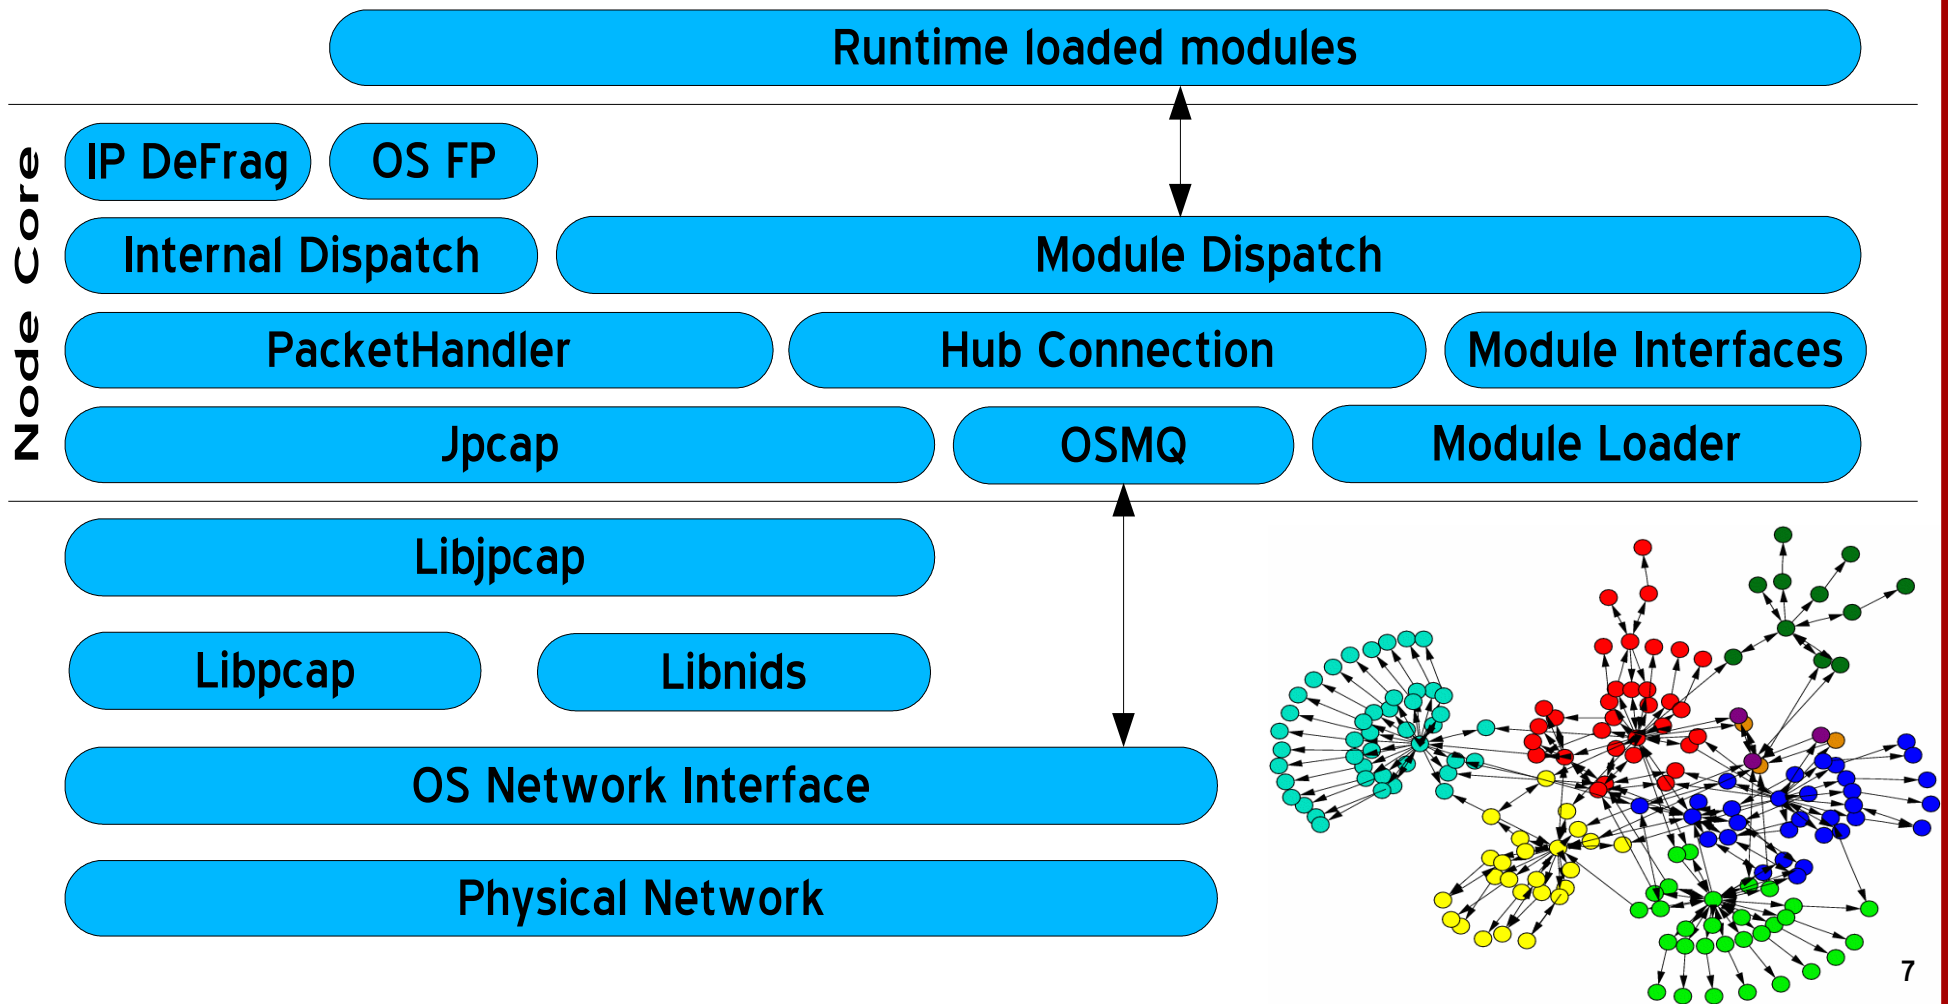 Runtime loaded modules
Node Core
IP DeFrag
OS FP
Internal Dispatch
Module Dispatch
PacketHandler
Hub Connection
Module Interfaces
Jpcap
OSMQ
Module Loader
Libjpcap
Libpcap
Libnids
OS Network Interface
Physical Network
7